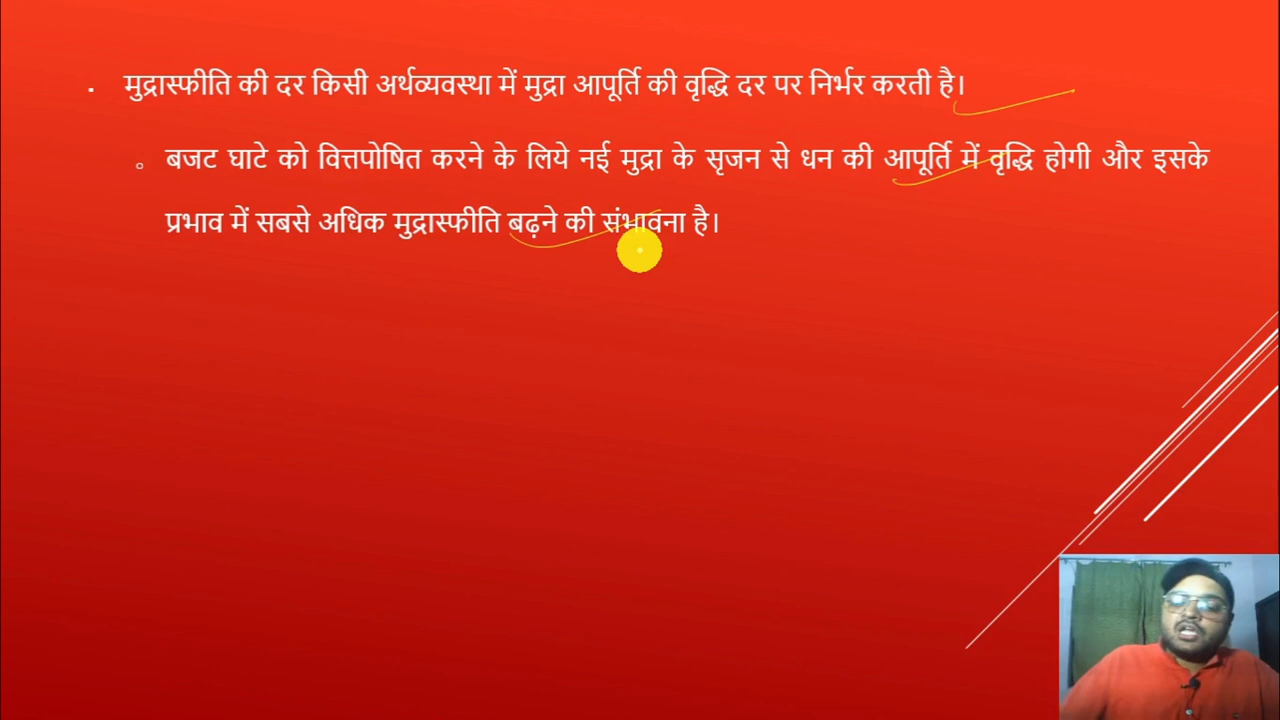 मुद्रास्फीति की दर किसी अर्थव्यवस्था में मुद्रा आपूर्ति की वृद्धि दर पर निर्भर करती है।
बजट घाटे को वित्तपोषित करने के लिये नई मुद्रा के सृजन से धन की आपूर्ति में वृद्धि होगी और इसके
प्रभाव में सबसे अधिक मुद्रास्फीति बढ़ने की संभावना है।